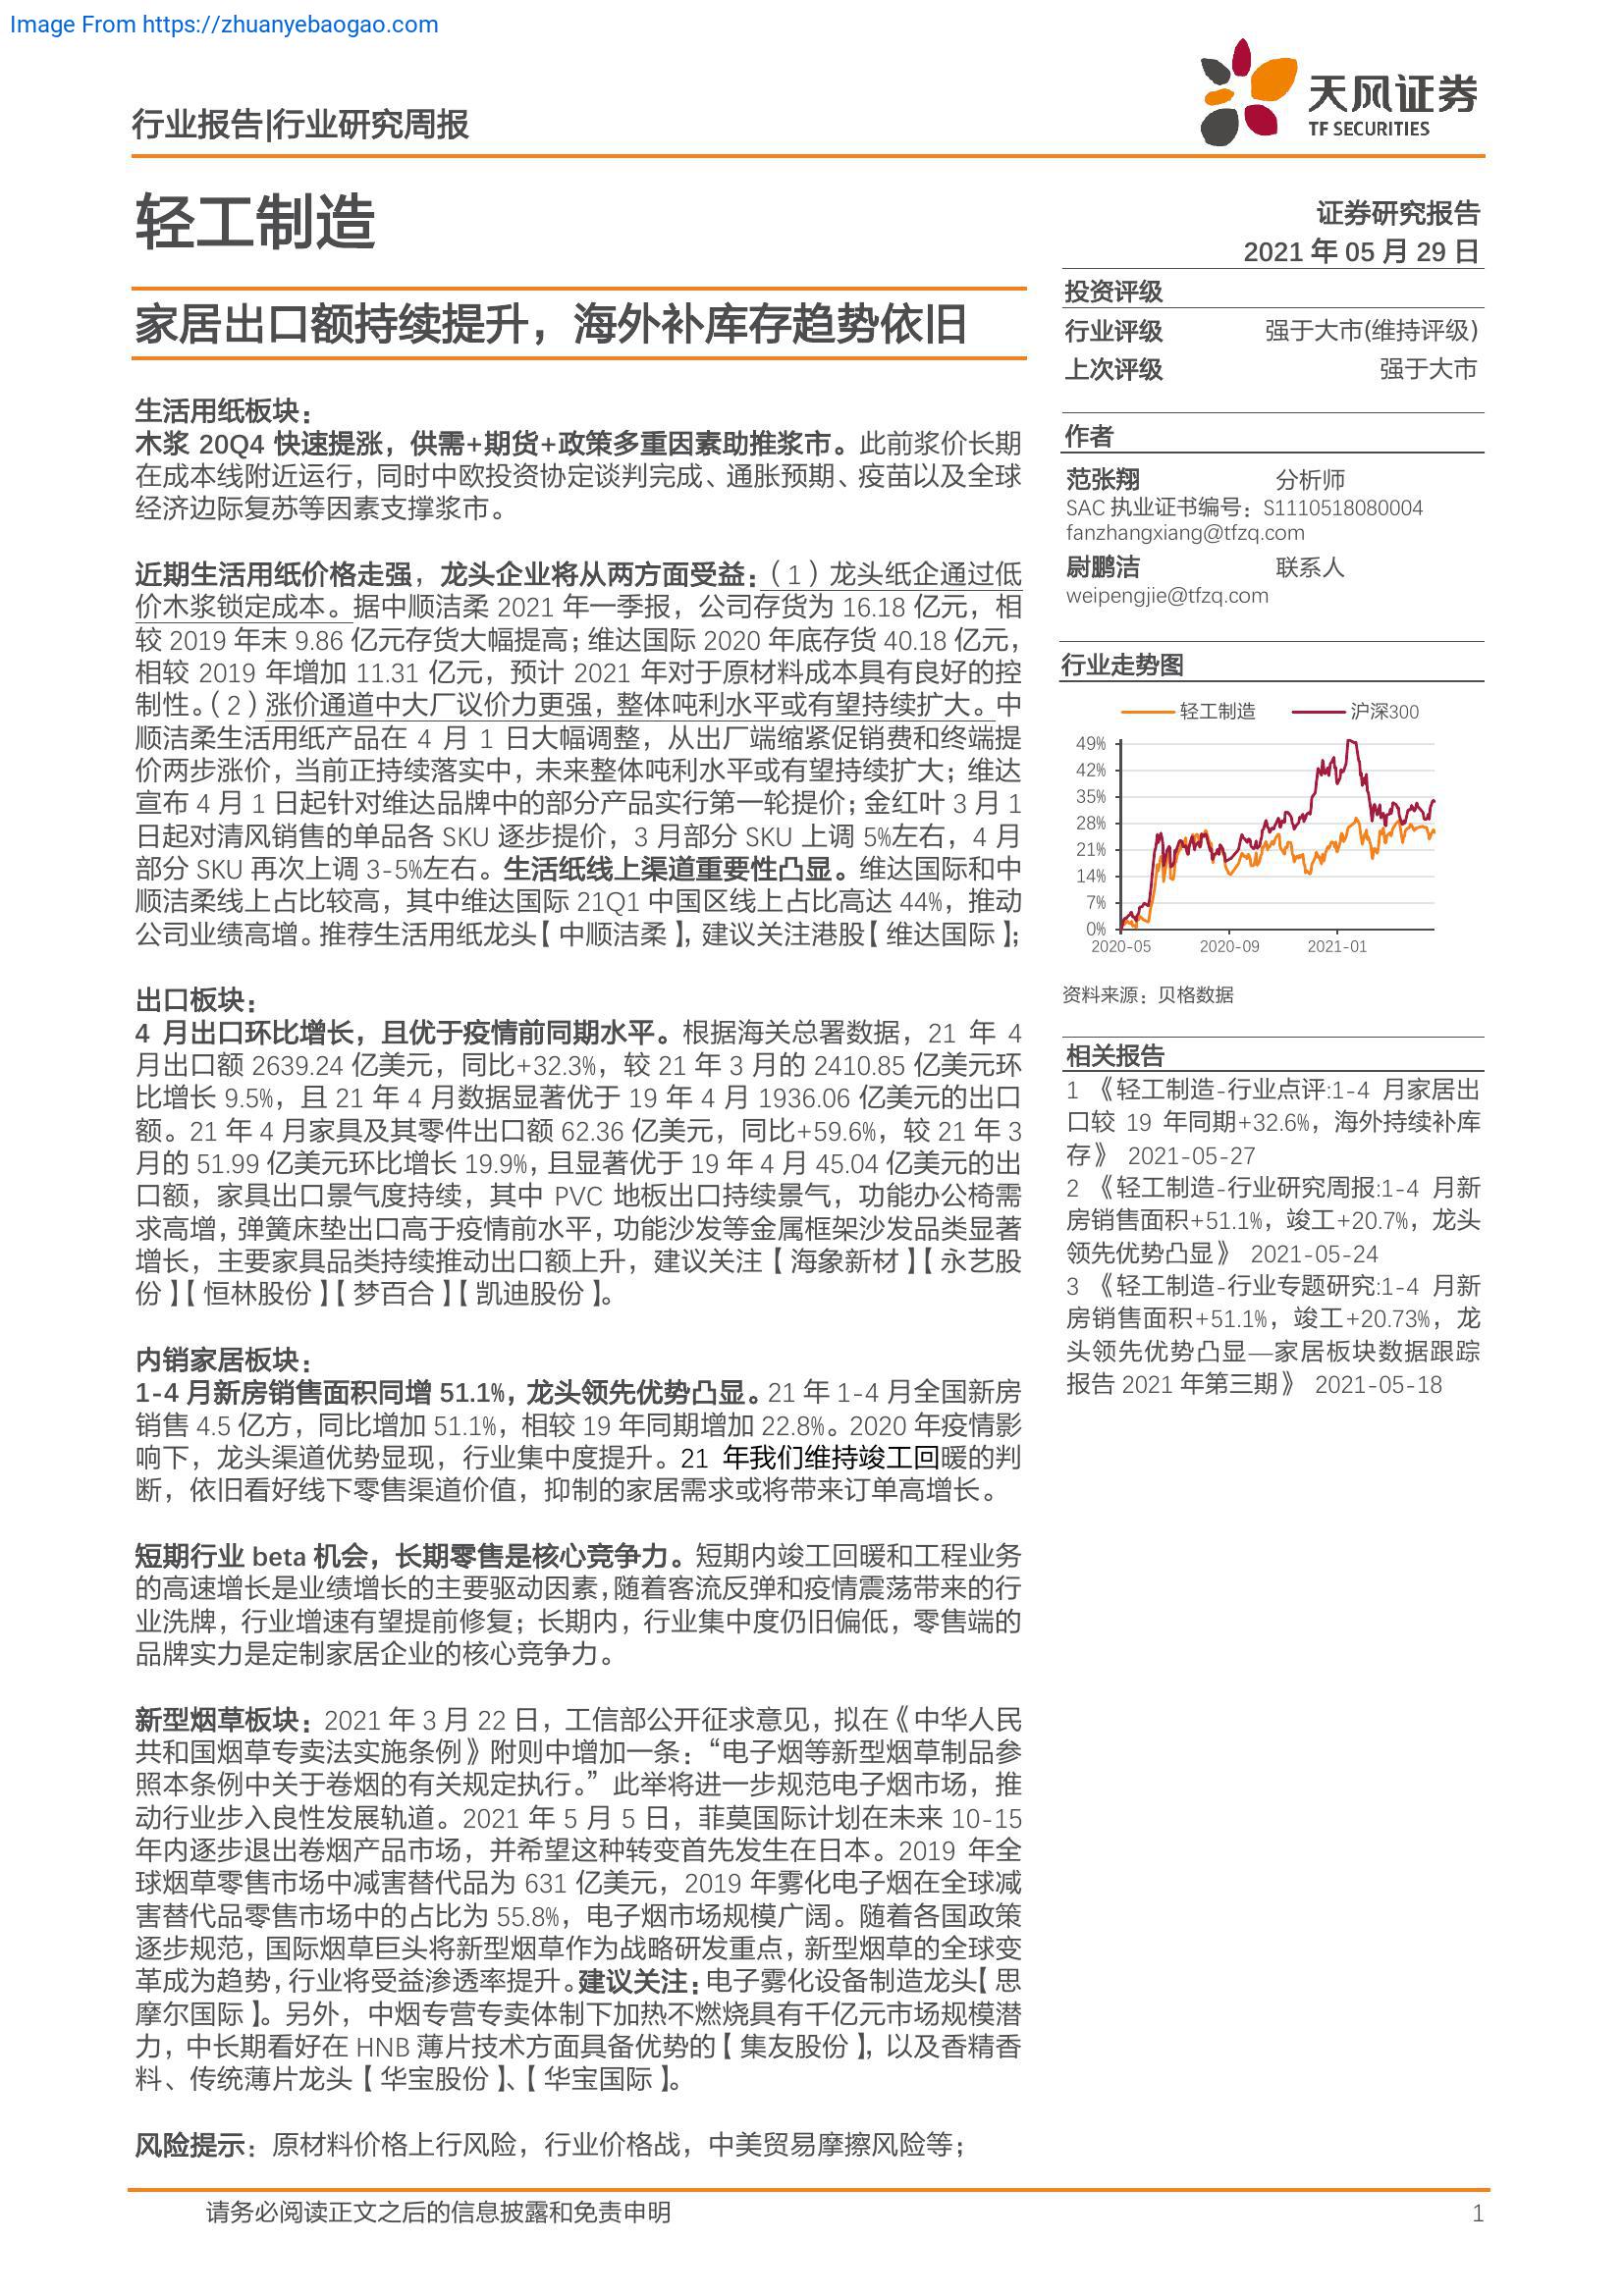 Image From https://zhuanyebaogao.com
行业报告|行业研究周报
天风证券
TF SECURITIES
轻工制造
证券研究报告
2021 年 05 月 29 日
家居出口额持续提升，海外补库存趋势依旧
生活用纸板块：
木浆 20Q4 快速提涨，供需+期货+政策多重因素助推浆市。此前浆价长期
在成本线附近运行，同时中欧投资协定谈判完成、通胀预期、疫苗以及全球
经济边际复苏等因素支撑浆市。
近期生活用纸价格走强，龙头企业将从两方面受益：（1）龙头纸企通过低
价木浆锁定成本。据中顺洁柔 2021 年一季报，公司存货为 16.18 亿元，相
较 2019 年末 9.86 亿元存货大幅提高；维达国际 2020 年底存货 40.18 亿元，
相较 2019 年增加 11.31 亿元，预计 2021 年对于原材料成本具有良好的控
制性。（2）涨价通道中大厂议价力更强，整体吨利水平或有望持续扩大。中
顺洁柔生活用纸产品在 4 月 1 日大幅调整，从出厂端缩紧促销费和终端提
价两步涨价，当前正持续落实中，未来整体吨利水平或有望持续扩大；维达
宣布 4 月 1 日起针对维达品牌中的部分产品实行第一轮提价；金红叶 3 月 1
日起对清风销售的单品各 SKU 逐步提价，3 月部分 SKU 上调 5%左右，4 月
部分 SKU 再次上调 3-5%左右。生活纸线上渠道重要性凸显。维达国际和中
顺洁柔线上占比较高，其中维达国际 21Q1 中国区线上占比高达 44%，推动
公司业绩高增。推荐生活用纸龙头【中顺洁柔】，建议关注港股【维达国际】；
出口板块：
4 月出口环比增长，且优于疫情前同期水平。根据海关总署数据，21 年 4
月出口额 2639.24 亿美元，同比+32.3%，较 21 年 3 月的 2410.85 亿美元环
比增长 9.5%，且 21 年 4 月数据显著优于 19 年 4 月 1936.06 亿美元的出口
额。21 年 4 月家具及其零件出口额 62.36 亿美元，同比+59.6%，较 21 年 3
月的 51.99 亿美元环比增长 19.9%，且显著优于 19 年 4 月 45.04 亿美元的出
口额，家具出口景气度持续，其中 PVC 地板出口持续景气，功能办公椅需
求高增，弹簧床垫出口高于疫情前水平，功能沙发等金属框架沙发品类显著
增长，主要家具品类持续推动出口额上升，建议关注【海象新材】【永艺股
份】【恒林股份】【梦百合】【凯迪股份】。
内销家居板块：
1-4 月新房销售面积同增 51.1%，龙头领先优势凸显。21 年 1-4 月全国新房
销售 4.5 亿方，同比增加 51.1%，相较 19 年同期增加 22.8%。2020 年疫情影
响下，龙头渠道优势显现，行业集中度提升。21 年我们维持竣工回暖的判
断，依旧看好线下零售渠道价值，抑制的家居需求或将带来订单高增长。
短期行业 beta 机会，长期零售是核心竞争力。短期内竣工回暖和工程业务
的高速增长是业绩增长的主要驱动因素，随着客流反弹和疫情震荡带来的行
业洗牌，行业增速有望提前修复；长期内，行业集中度仍旧偏低，零售端的
品牌实力是定制家居企业的核心竞争力。
新型烟草板块：2021 年 3 月 22 日，工信部公开征求意见，拟在《中华人民
共和国烟草专卖法实施条例》附则中增加一条：“电子烟等新型烟草制品参
照本条例中关于卷烟的有关规定执行。”此举将进一步规范电子烟市场，推
动行业步入良性发展轨道。2021 年 5 月 5 日，菲莫国际计划在未来 10-15
年内逐步退出卷烟产品市场，并希望这种转变首先发生在日本。2019 年全
球烟草零售市场中减害替代品为 631 亿美元，2019 年雾化电子烟在全球减
害替代品零售市场中的占比为 55.8%，电子烟市场规模广阔。随着各国政策
逐步规范，国际烟草巨头将新型烟草作为战略研发重点，新型烟草的全球变
革成为趋势，行业将受益渗透率提升。建议关注：电子雾化设备制造龙头【思
摩尔国际】。另外，中烟专营专卖体制下加热不燃烧具有千亿元市场规模潜
力，中长期看好在 HNB 薄片技术方面具备优势的【集友股份】，以及香精香
料、传统薄片龙头【华宝股份】、【华宝国际】。
风险提示：原材料价格上行风险，行业价格战，中美贸易摩擦风险等；
投资评级
行业评级 强于大市(维持评级)
上次评级 强于大市
作者
范张翔 分析师
SAC 执业证书编号：S1110518080004
fanzhangxiang@tfzq.com
尉鹏洁 联系人
weipengjie@tfzq.com
行业走势图
轻工制造 沪深300
49%
42%
35%
28%
21%
14%
7%
0%
2020-05 2020-09 2021-01
资料来源：贝格数据
相关报告
1 《轻工制造-行业点评:1-4 月家居出
口较 19 年同期+32.6%，海外持续补库
存》 2021-05-27
2 《轻工制造-行业研究周报:1-4 月新
房销售面积+51.1%，竣工+20.7%，龙头
领先优势凸显》 2021-05-24
3 《轻工制造-行业专题研究:1-4 月新
房销售面积+51.1%，竣工+20.73%，龙
头领先优势凸显—家居板块数据跟踪
报告 2021 年第三期》 2021-05-18
请务必阅读正文之后的信息披露和免责申明 1